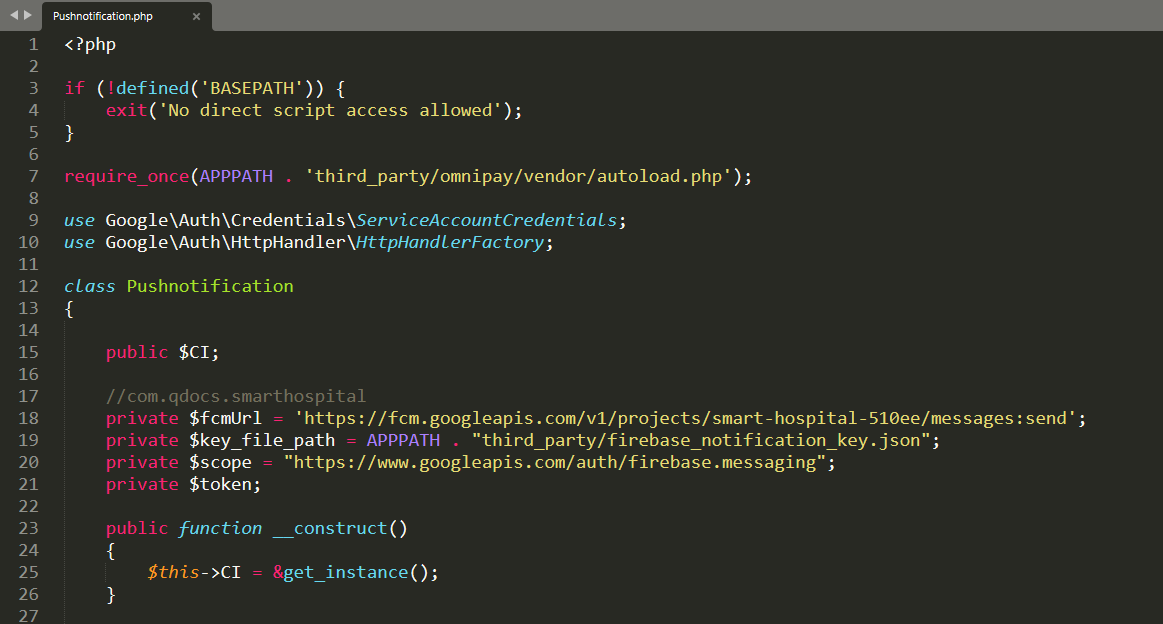 Pushnotification.php ×
1 <?php
2
3 if (!defined('BASEPATH')) {
4     exit('No direct script access allowed');
5 }
6
7 require_once(APPPATH . 'third_party/omnipay/vendor/autoload.php');
8
9 use Google\Auth\Credentials\ServiceAccountCredentials;
10 use Google\Auth\HttpHandler\HttpHandlerFactory;
11
12 class Pushnotification
13 {
14
15     public $CI;
16
17     //com.qdocs.smarthospital
18     private $fcmUrl = 'https://fcm.googleapis.com/v1/projects/smart-hospital-510ee/messages:send';
19     private $key_file_path = APPPATH . "third_party/firebase_notification_key.json";
20     private $scope = "https://www.googleapis.com/auth/firebase.messaging";
21     private $token;
22
23     public function __construct()
24     {
25         $this->CI = &get_instance();
26     }
27